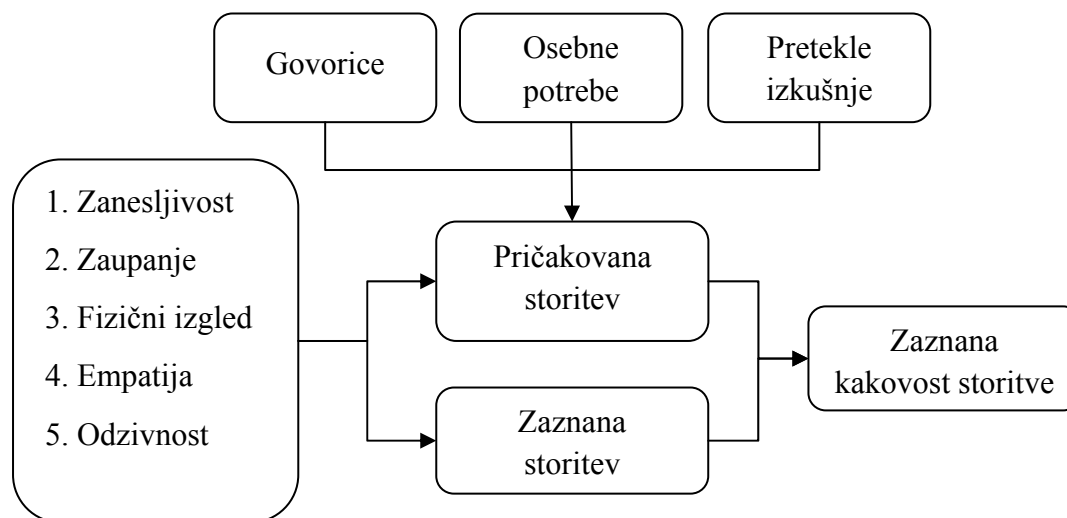 Govorice
Osebne
potrebe
Pretekle
izkušnje
1. Zanesljivost
2. Zaupanje
3. Fizični izgled
4. Empatija
5. Odzivnost
Pričakovana
storitev
Zaznana
storitev
Zaznana
kakovost storitve